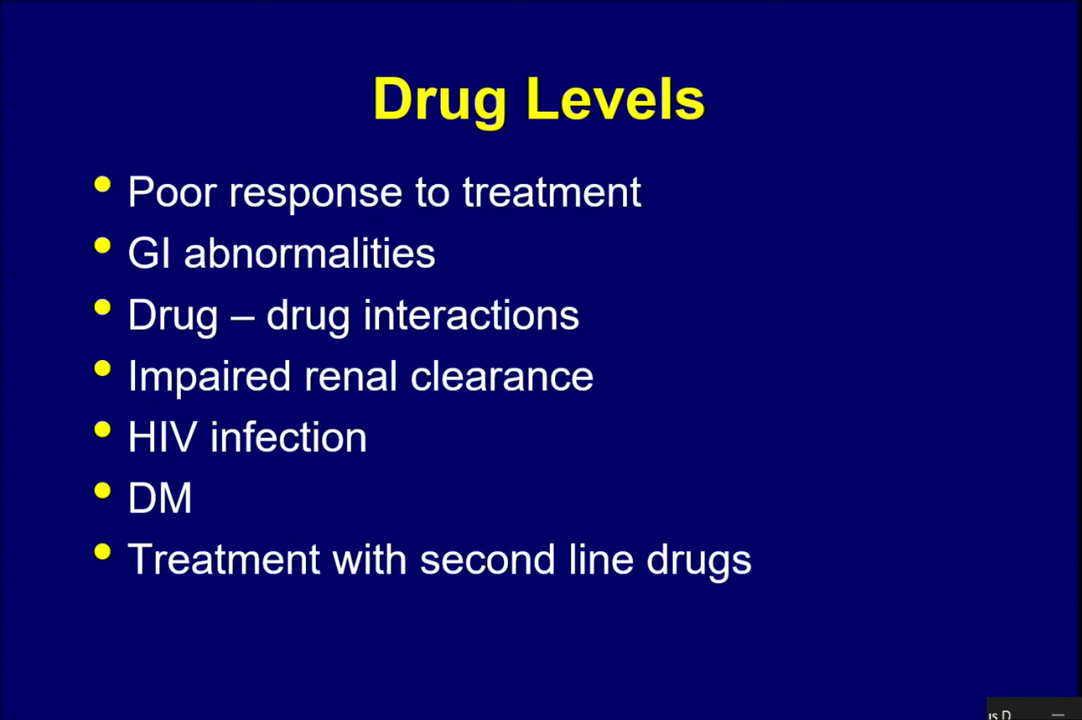 Drug Levels
• Poor response to treatment
• GI abnormalities
• Drug – drug interactions
• Impaired renal clearance
• HIV infection
• DM
• Treatment with second line drugs
us D